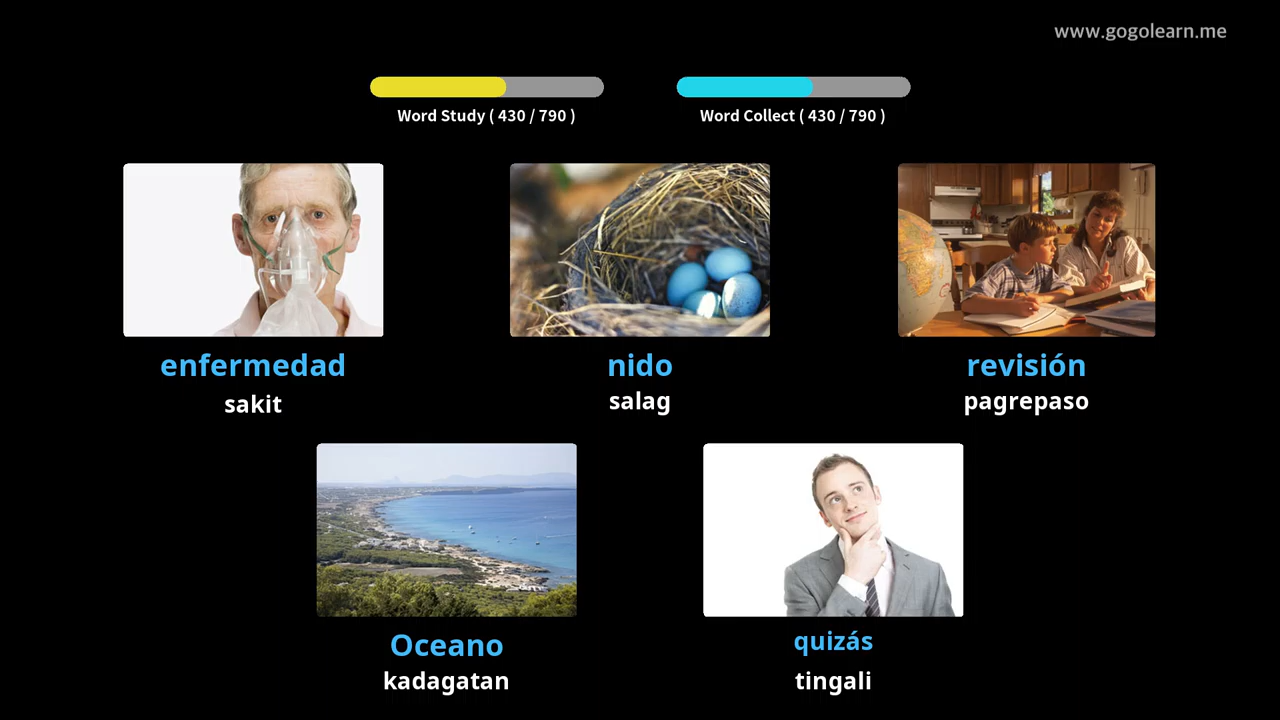 www.gogolearn.me
Word Study ( 430 / 790 )
Word Collect ( 430 / 790 )
enfermedad
sakit
nido
salag
revisión
pagrepaso
Oceano
kadagatan
quizás
tingali